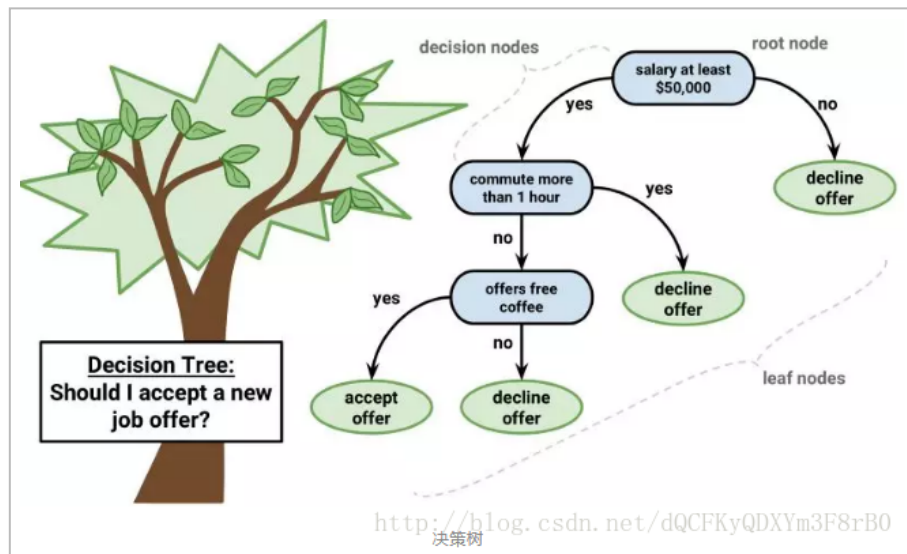 decision nodes
root node
salary at least
$50,000
yes
no
commute more
than 1 hour
yes
decline
offer
no
offers free
coffee
decline
offer
yes
no
leaf nodes
Decision Tree:
Should I accept a new
job offer?
accept
offer
decline
offer
http://blog.csdn.net/dQCFKyQDXYm3F8rB0
决策树